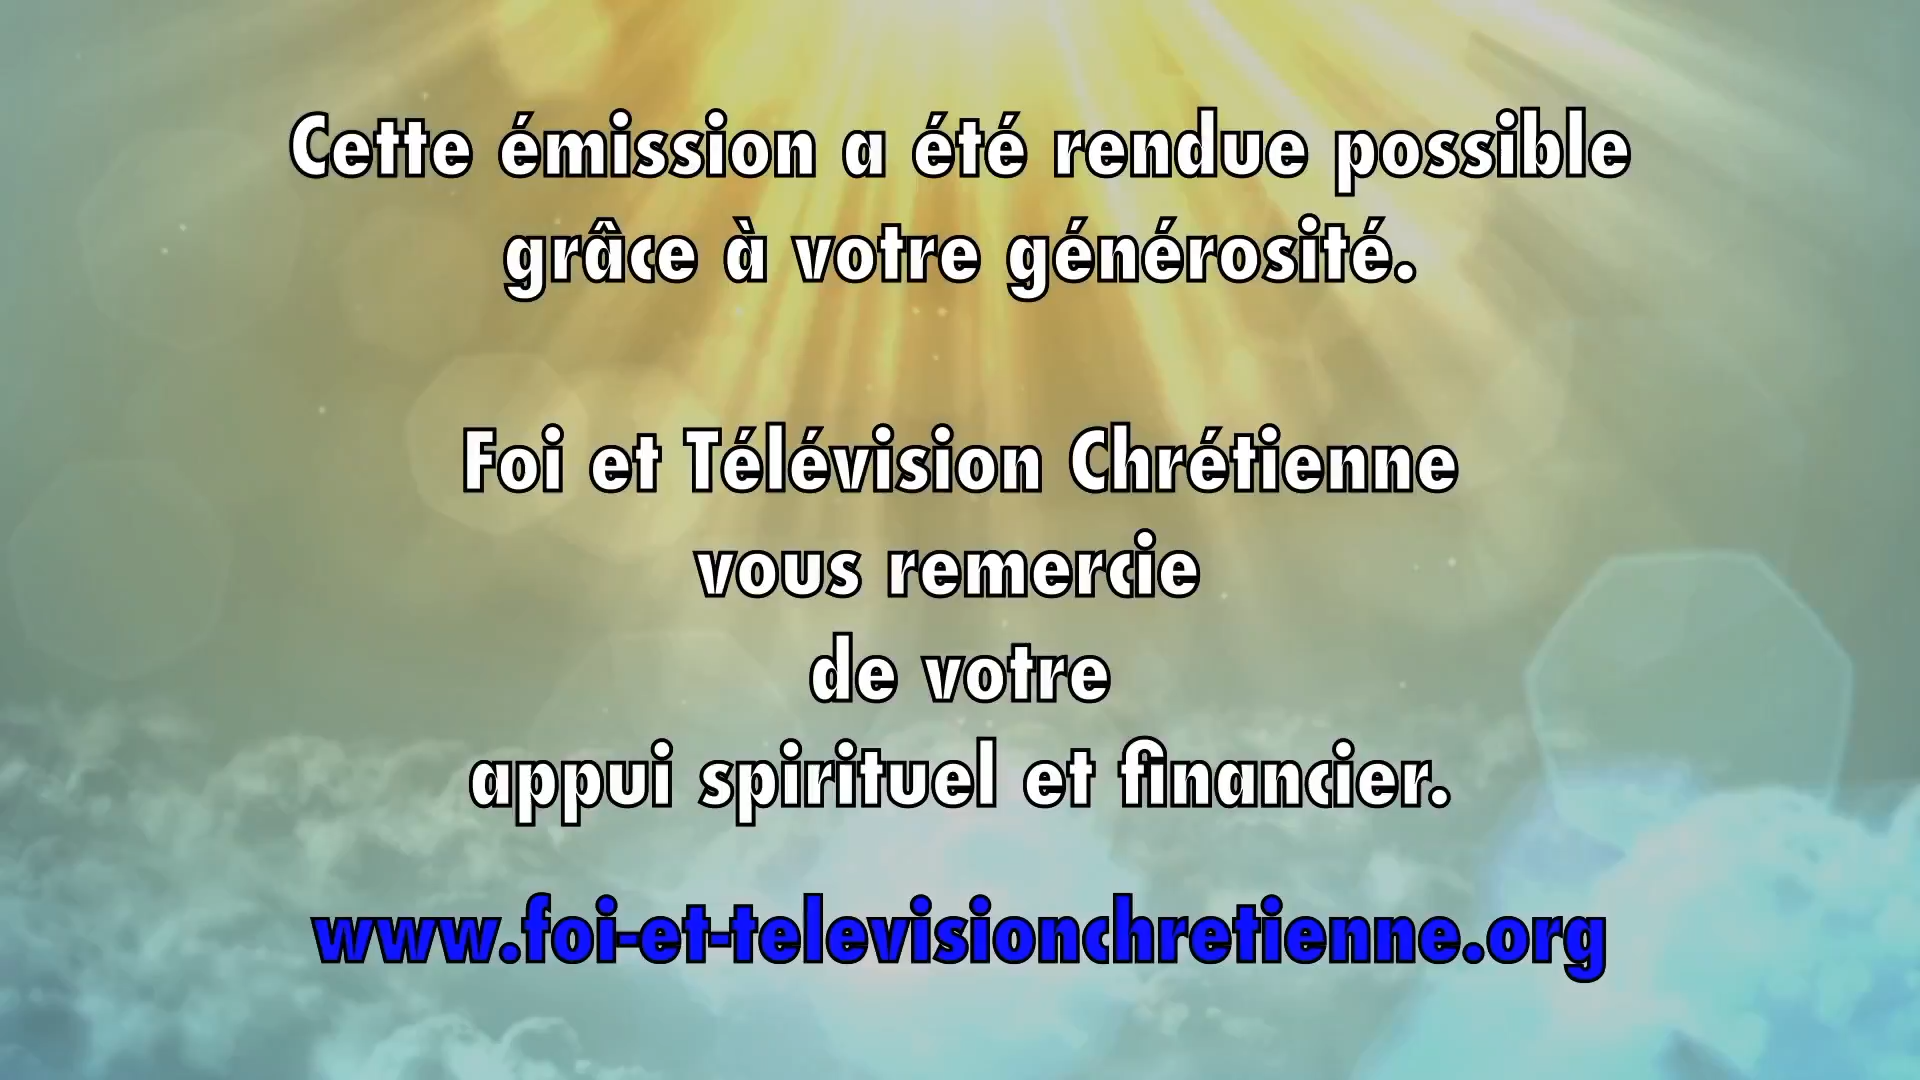 Cette émission a été rendue possible
grâce à votre générosité.
Foi et Télévision Chrétienne
vous remercie
de votre
appui spirituel et financier.
www.foi-et-televisionchretienne.org